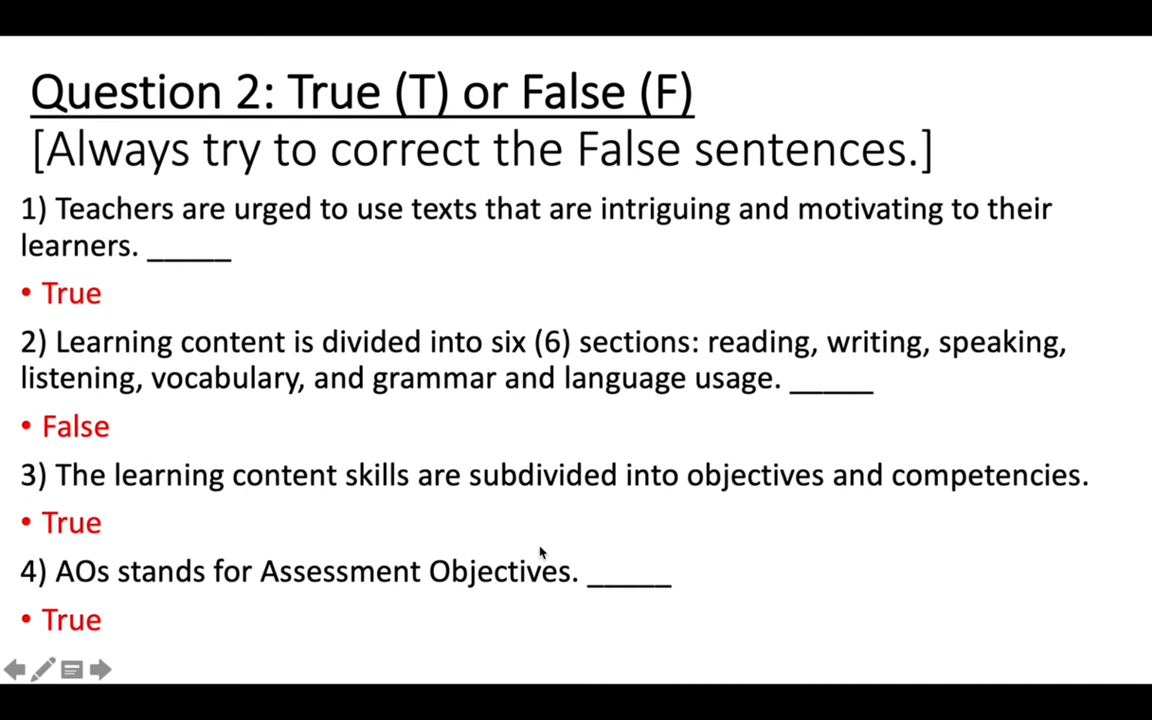 Question 2: True (T) or False (F)
[Always try to correct the False sentences.]
1) Teachers are urged to use texts that are intriguing and motivating to their
learners. _____
• True
2) Learning content is divided into six (6) sections: reading, writing, speaking,
listening, vocabulary, and grammar and language usage. _____
• False
3) The learning content skills are subdivided into objectives and competencies.
• True
4) AOs stands for Assessment Objectives. _____
• True